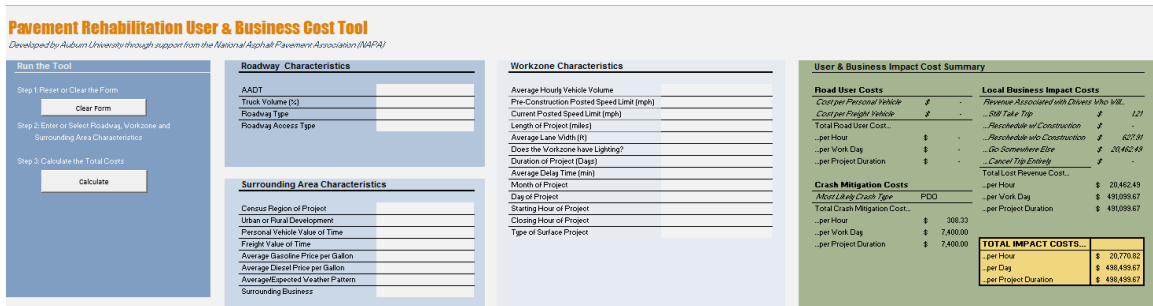 Pavement Rehabilitation User & Business Cost Tool
Developed by Auburn University through support from the National Asphalt Pavement Association (NAPA)
Run the Tool
Step 1: Reset or Clear the Form
Clear Form
Step 2: Enter or Select Roadway, Workzone and
Surrounding Area Characteristics
Step 3: Calculate the Total Costs
Calculate
Roadway Characteristics
AADT
Truck Volume (%)
Roadway Type
Roadway Access Type
Surrounding Area Characteristics
Census Region of Project
Urban or Rural Development
Personal Vehicle Value of Time
Freight Value of Time
Average Gasoline Price per Gallon
Average Diesel Price per Gallon
Average/Expected Weather Pattern
Surrounding Business
Workzone Characteristics
Average Hourly Vehicle Volume
Pre-Construction Posted Speed Limit (mph)
Current Posted Speed Limit (mph)
Length of Project (miles)
Average Lane Width (ft)
Does the Workzone have Lighting?
Duration of Project (Days)
Average Delay Time (min)
Month of Project
Day of Project
Starting Hour of Project
Closing Hour of Project
Type of Surface Project
User & Business Impact Cost Summary
Road User Costs
Cost per Personal Vehicle $ -
Cost per Freight Vehicle $ -
Total Road User Cost...
...per Hour $ -
...per Work Day $ -
...per Project Duration $ -
Crash Mitigation Costs
Most Likely Crash Type PDO
Total Crash Mitigation Cost...
...per Hour $ 308.33
...per Work Day $ 7,400.00
...per Project Duration $ 7,400.00
Local Business Impact Costs
Revenue Associated with Drivers Who Will...
...Still Take Trip $ 1.21
...Reschedule w/ Construction $ -
...Reschedule w/o Construction $ 627.91
...Go Somewhere Else $ 20,462.49
...Cancel Trip Entirely $ -
Total Lost Revenue Cost...
...per Hour $ 20,462.49
...per Work Day $ 491,099.67
...per Project Duration $ 491,099.67
TOTAL IMPACT COSTS...
...per Hour $ 20,770.82
...per Day $ 498,499.67
...per Project Duration $ 498,499.67